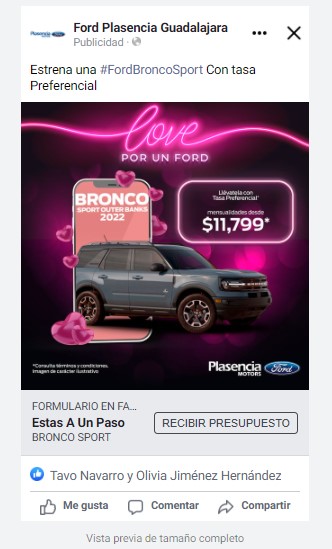 Plasencia Ford
Ford Plasencia Guadalajara
Publicidad ·
Estrena una #FordBroncoSport Con tasa
Preferencial
love
POR UN FORD
BRONCO
SPORT OUTER BANKS
2022
Llévatela con
Tasa Preferencial*
mensualidades desde
$11,799*
*Consulta términos y condiciones.
Imagen de carácter ilustrativo
Plasencia
MOTORS
Ford
FORMULARIO EN FA...
Estas A Un Paso
BRONCO SPORT
RECIBIR PRESUPUESTO
Tavo Navarro y Olivia Jiménez Hernández
Me gusta Comentar Compartir
Vista previa de tamaño completo